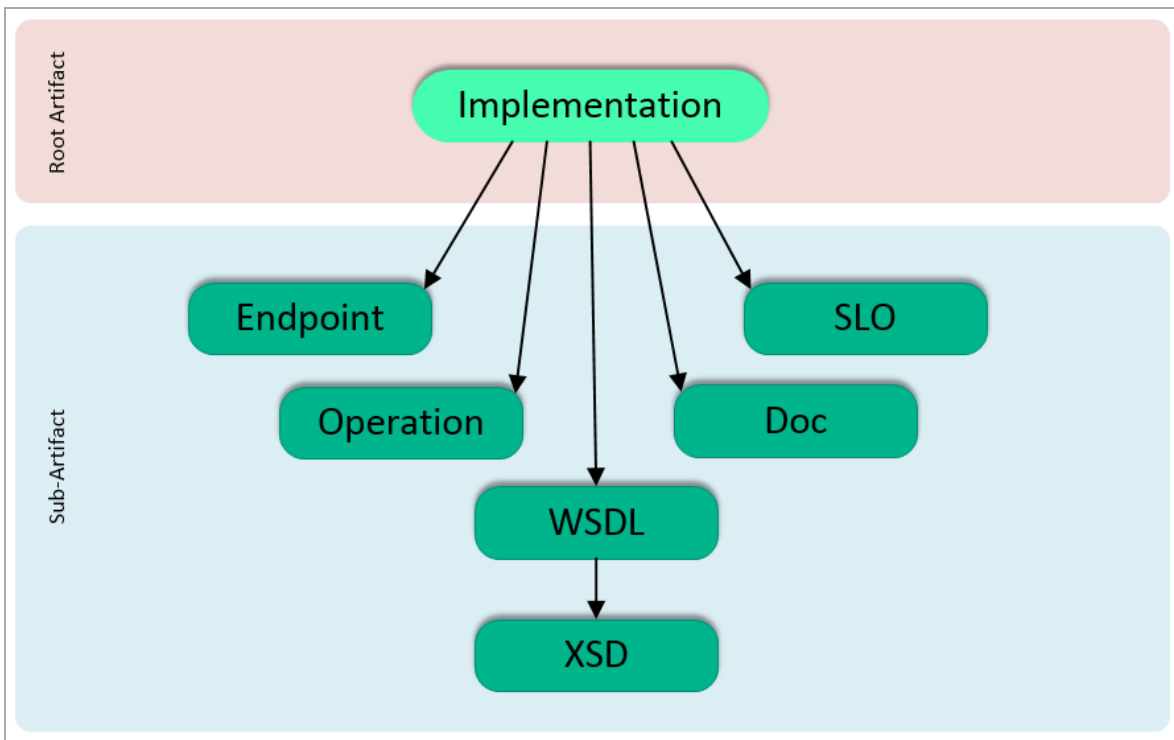 Root Artifact
Implementation
Sub-Artifact
Endpoint
SLO
Operation
Doc
WSDL
XSD